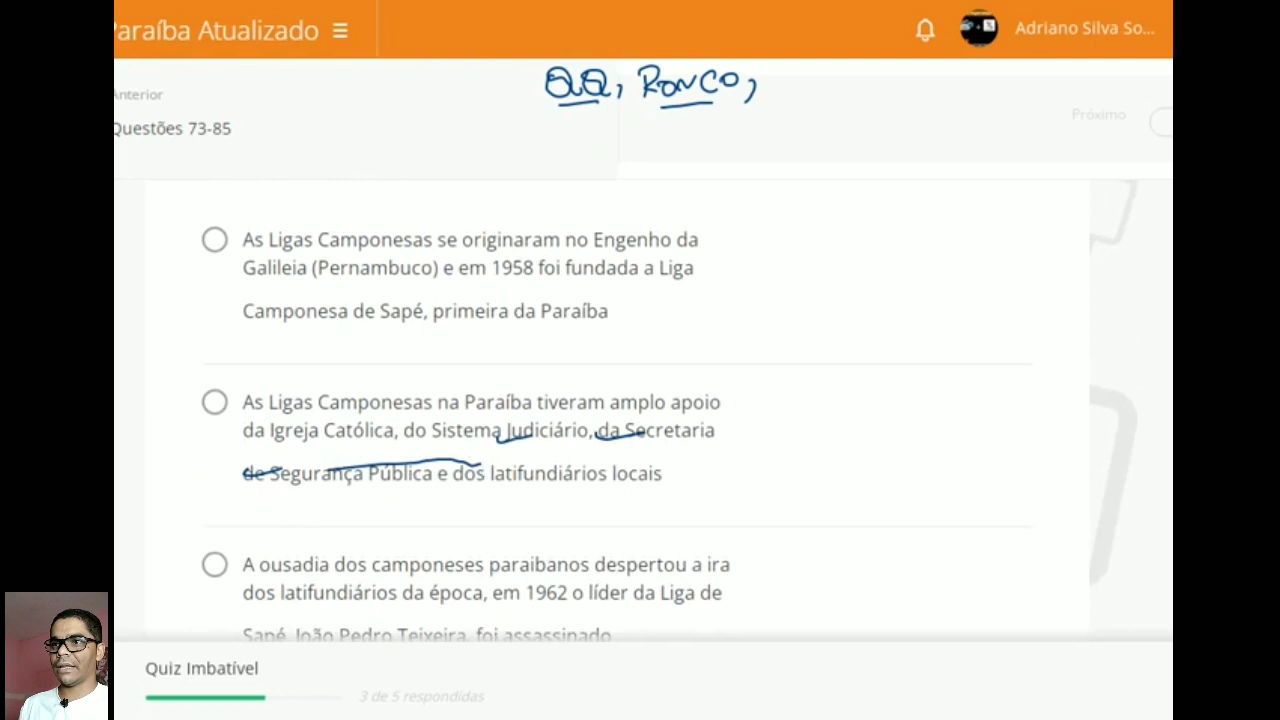 Paraíba Atualizado
Adriano Silva So...
QUQ, RONCO,
Anterior
Próximo
Questões 73-85
As Ligas Camponesas se originaram no Engenho da
Galileia (Pernambuco) e em 1958 foi fundada a Liga
Camponesa de Sapé, primeira da Paraíba
As Ligas Camponesas na Paraíba tiveram amplo apoio
da Igreja Católica, do Sistema Judiciário, da Secretaria
de Segurança Pública e dos latifundiários locais
A ousadia dos camponeses paraibanos despertou a ira
dos latifundiários da época, em 1962 o líder da Liga de
Sapé, João Pedro Teixeira, foi assassinado
Quiz Imbatível
3 de 5 respondidas